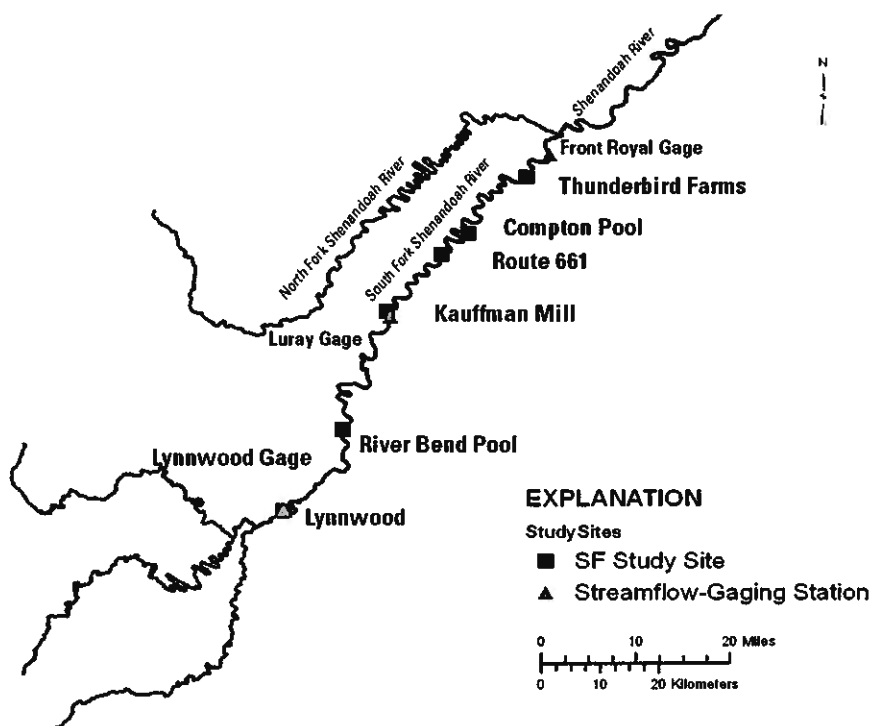 N
Shenandoah River
Front Royal Gage
Thunderbird Farms
North Fork Shenandoah River
South Fork Shenandoah River
Compton Pool
Route 661
Kauffman Mill
Luray Gage
River Bend Pool
Lynnwood Gage
Lynnwood
EXPLANATION
Study Sites
SF Study Site
Streamflow-Gaging Station
0 10 20 Miles
0 10 20 Kilometers